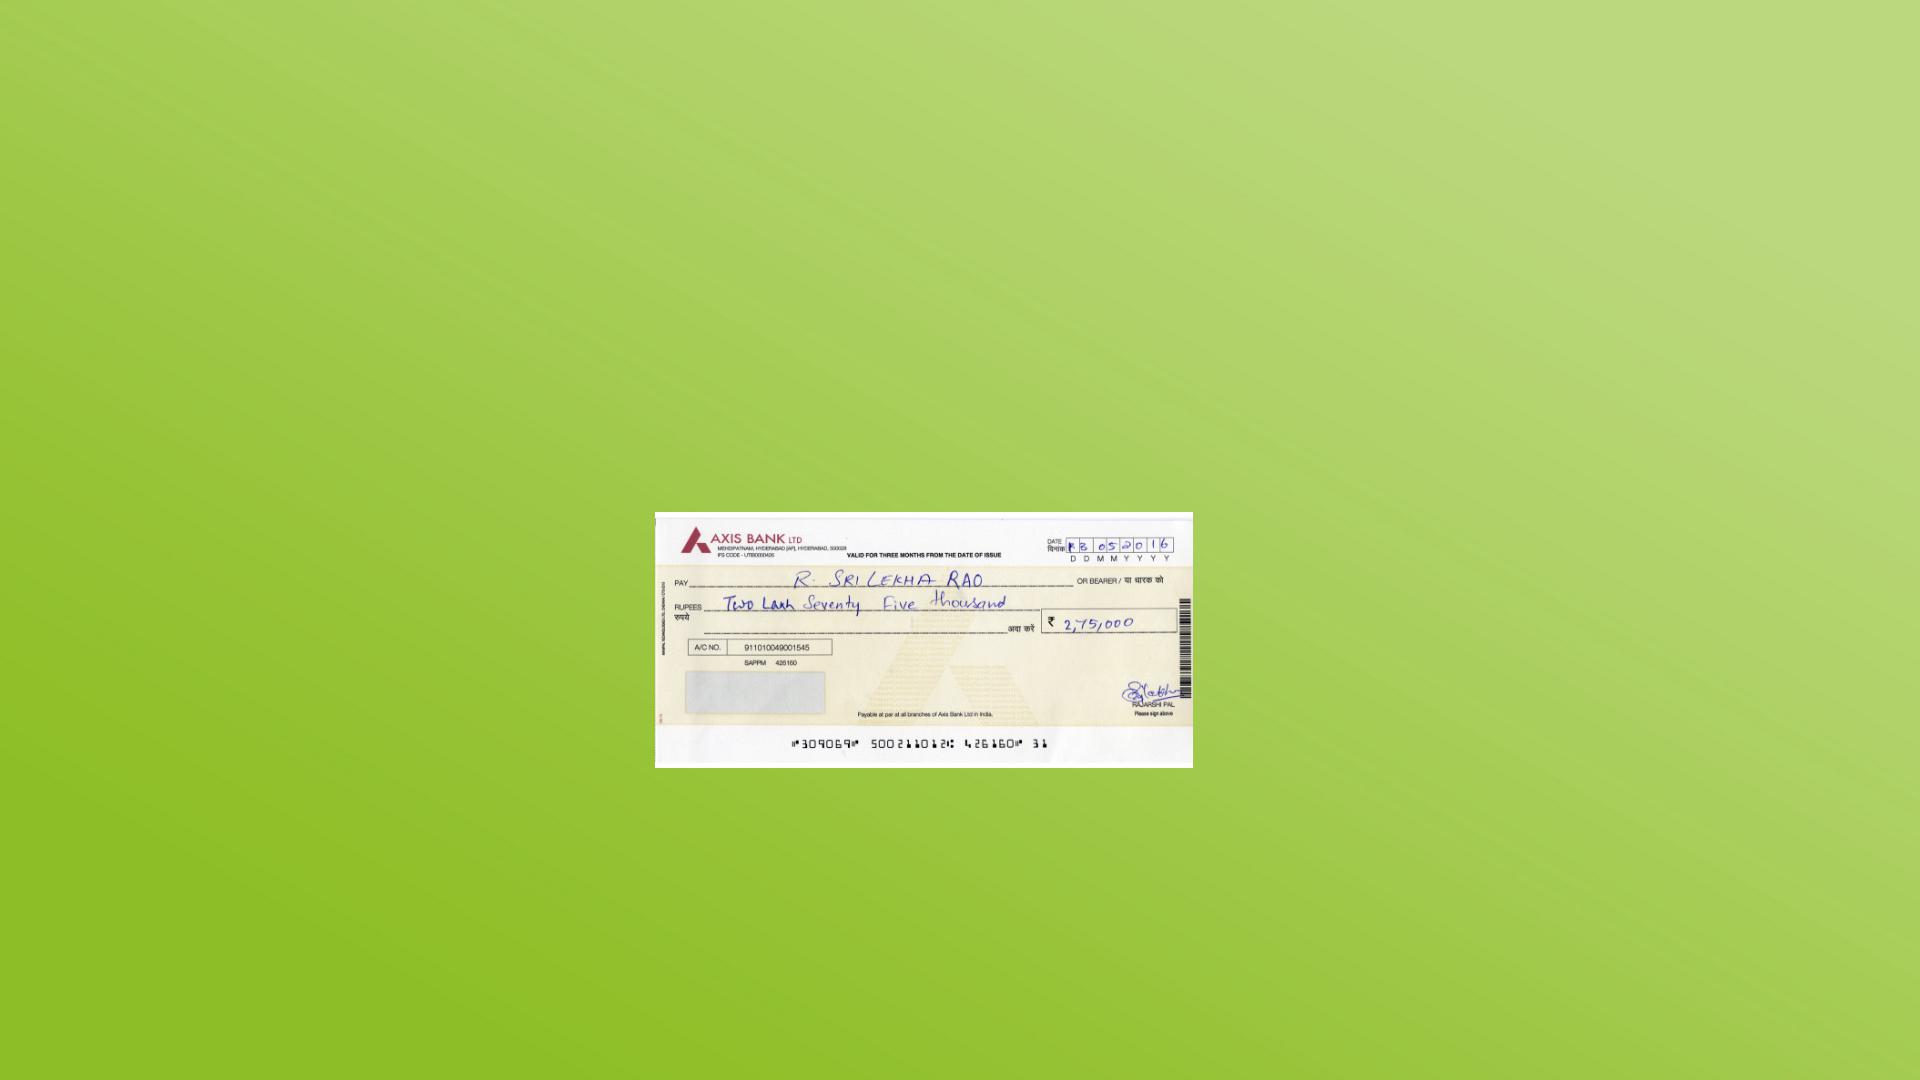 AXIS BANK LTD
MEHDIPATNAM, HYDERABAD [AP], HYDERABAD, 500028
IFS CODE - UTIB0000426
VALID FOR THREE MONTHS FROM THE DATE OF ISSUE
DATE
दिनांक
05 2016
D D M M Y Y Y Y
PAY R. SRI LEKHA RAO OR BEARER / या धारक को
RUPEES Two Lakh Seventy Five thousand
रुपये
अदा करें ₹ 2,75,000
A/C NO. 911010049001545
SAPPM 426160
RAJARSHI PAL
Please sign above
Payable at par at all branches of Axis Bank Ltd in India.
⑈309069⑈ 500211012⑆ 426160⑈ 31